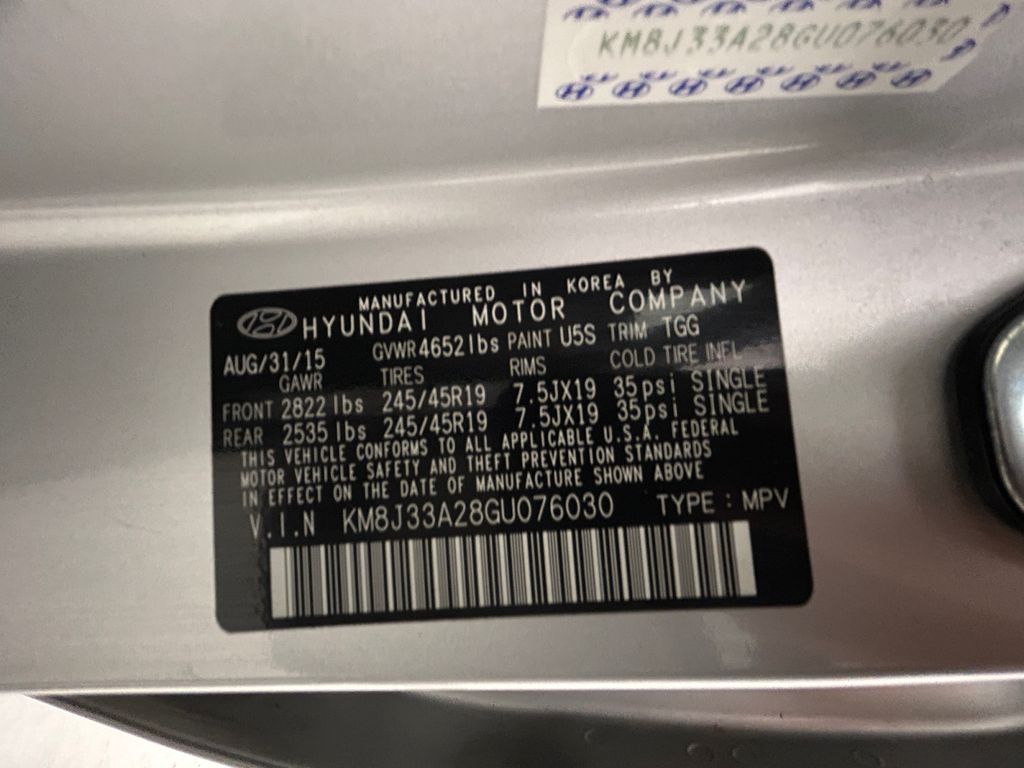 KM8J33A28GU076030
MANUFACTURED IN KOREA BY
HYUNDAI MOTOR COMPANY
AUG/31/15 GVWR 4652lbs PAINT U5S TRIM TGG
GAWR TIRES RIMS COLD TIRE INFL
FRONT 2822 lbs 245/45R19 7.5JX19 35psi SINGLE
REAR 2535 lbs 245/45R19 7.5JX19 35psi SINGLE
THIS VEHICLE CONFORMS TO ALL APPLICABLE U.S.A. FEDERAL
MOTOR VEHICLE SAFETY AND THEFT PREVENTION STANDARDS
IN EFFECT ON THE DATE OF MANUFACTURE SHOWN ABOVE
V.I.N KM8J33A28GU076030 TYPE : MPV